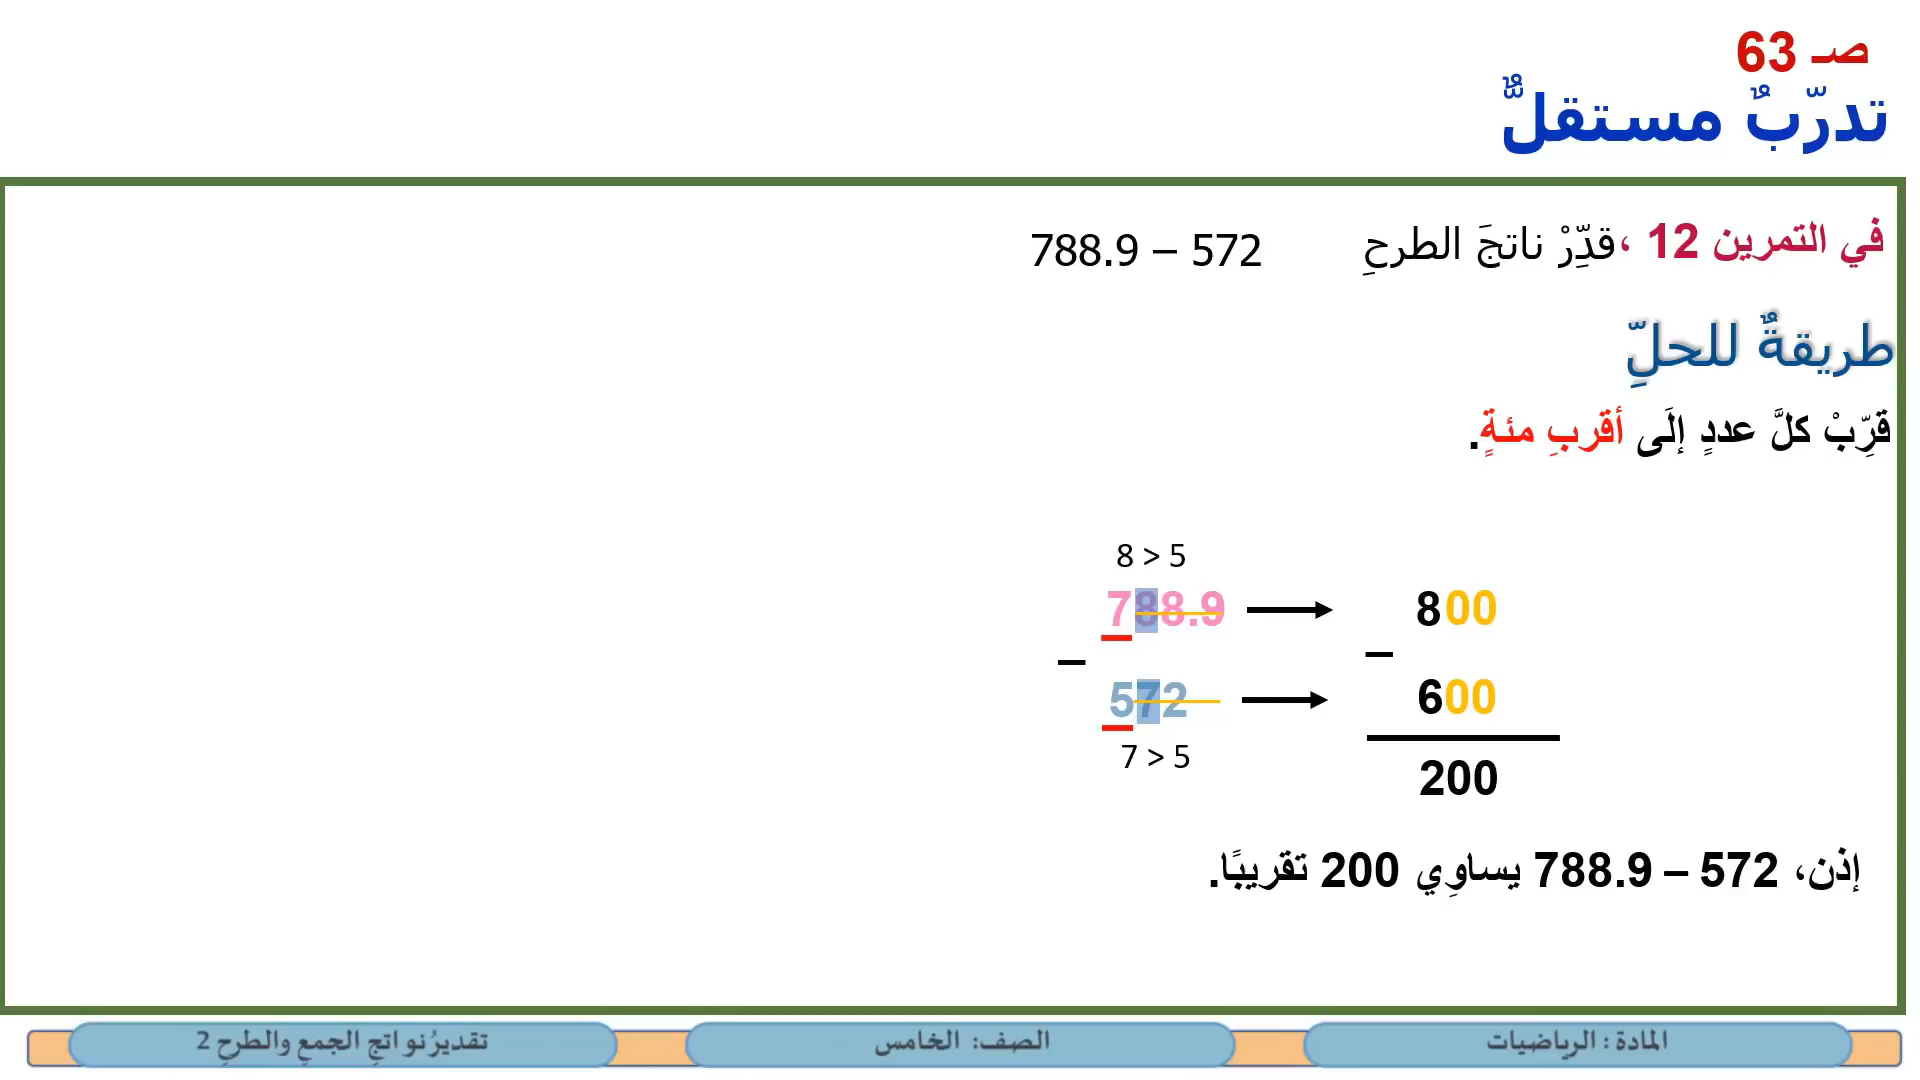 صـ 63
تدرّبٌ مستقلٌّ
في التمرين 12 ، قدِّرْ ناتجَ الطرحِ 788.9 – 572
طريقةٌ للحلِّ
قرِّبْ كلَّ عددٍ إلَى أقربِ مئةٍ.
8 > 5
788.9 800
– –
572 600
7 > 5
200
إذن، 572 – 788.9 يساوِي 200 تقريبًا.
المادة : الرياضيات
الصف: الخامس
تقديرُ نواتجِ الجمعِ والطرحِ 2